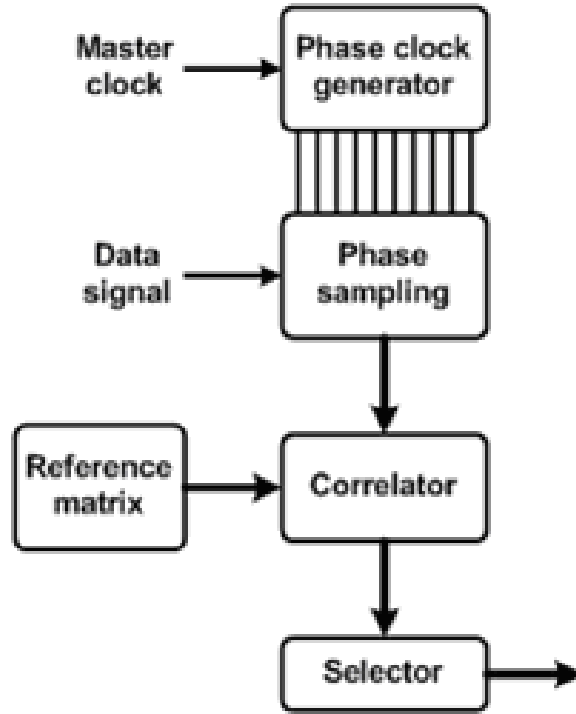 Master
clock
Phase clock
generator
Data
signal
Phase
sampling
Reference
matrix
Correlator
Selector